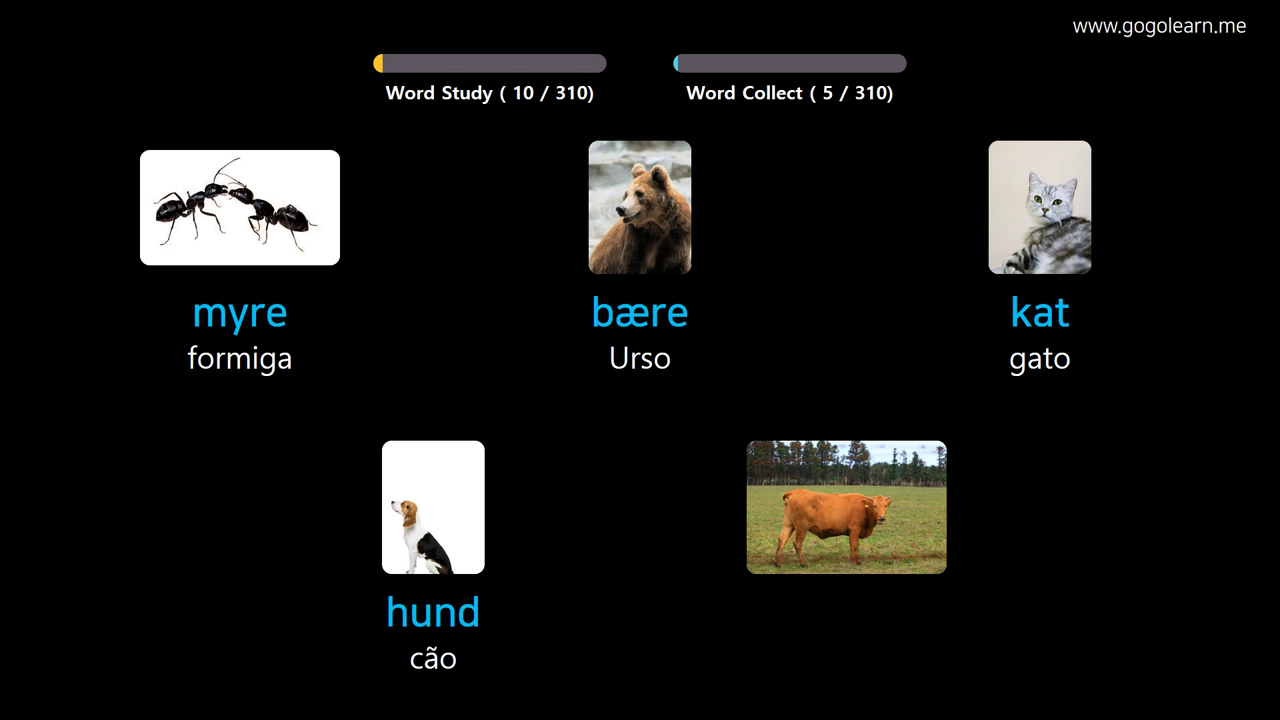 www.gogolearn.me
Word Study ( 10 / 310)
Word Collect ( 5 / 310)
myre
formiga
bære
Urso
kat
gato
hund
cão